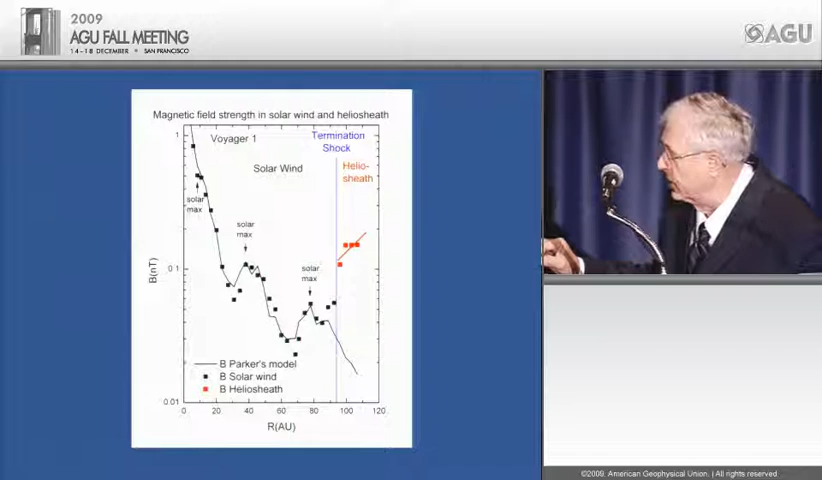 2009
AGU FALL MEETING
14-18 DECEMBER • SAN FRANCISCO
AGU
Magnetic field strength in solar wind and heliosheath
Voyager 1
Termination
Shock
Solar Wind
Helio-
sheath
solar
max
solar
max
solar
max
1
0.1
0.01
B(nT)
B Parker's model
B Solar wind
B Heliosheath
0 20 40 60 80 100 120
R(AU)
©2009. American Geophysical Union. | All rights reserved